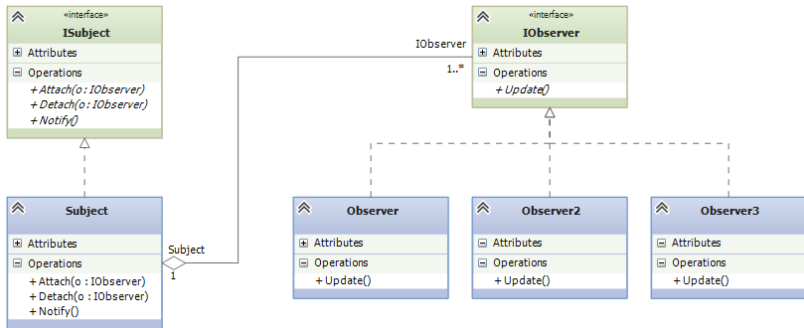 «interface»
ISubject
Attributes
Operations
+ Attach(o : IObserver)
+ Detach(o : IObserver)
+ Notify()
IObserver
1..*
«interface»
IObserver
Attributes
Operations
+ Update()
Subject
Attributes
Operations
+ Attach(o : IObserver)
+ Detach(o : IObserver)
+ Notify()
Subject
1
Observer
Attributes
Operations
+ Update()
Observer2
Attributes
Operations
+ Update()
Observer3
Attributes
Operations
+ Update()